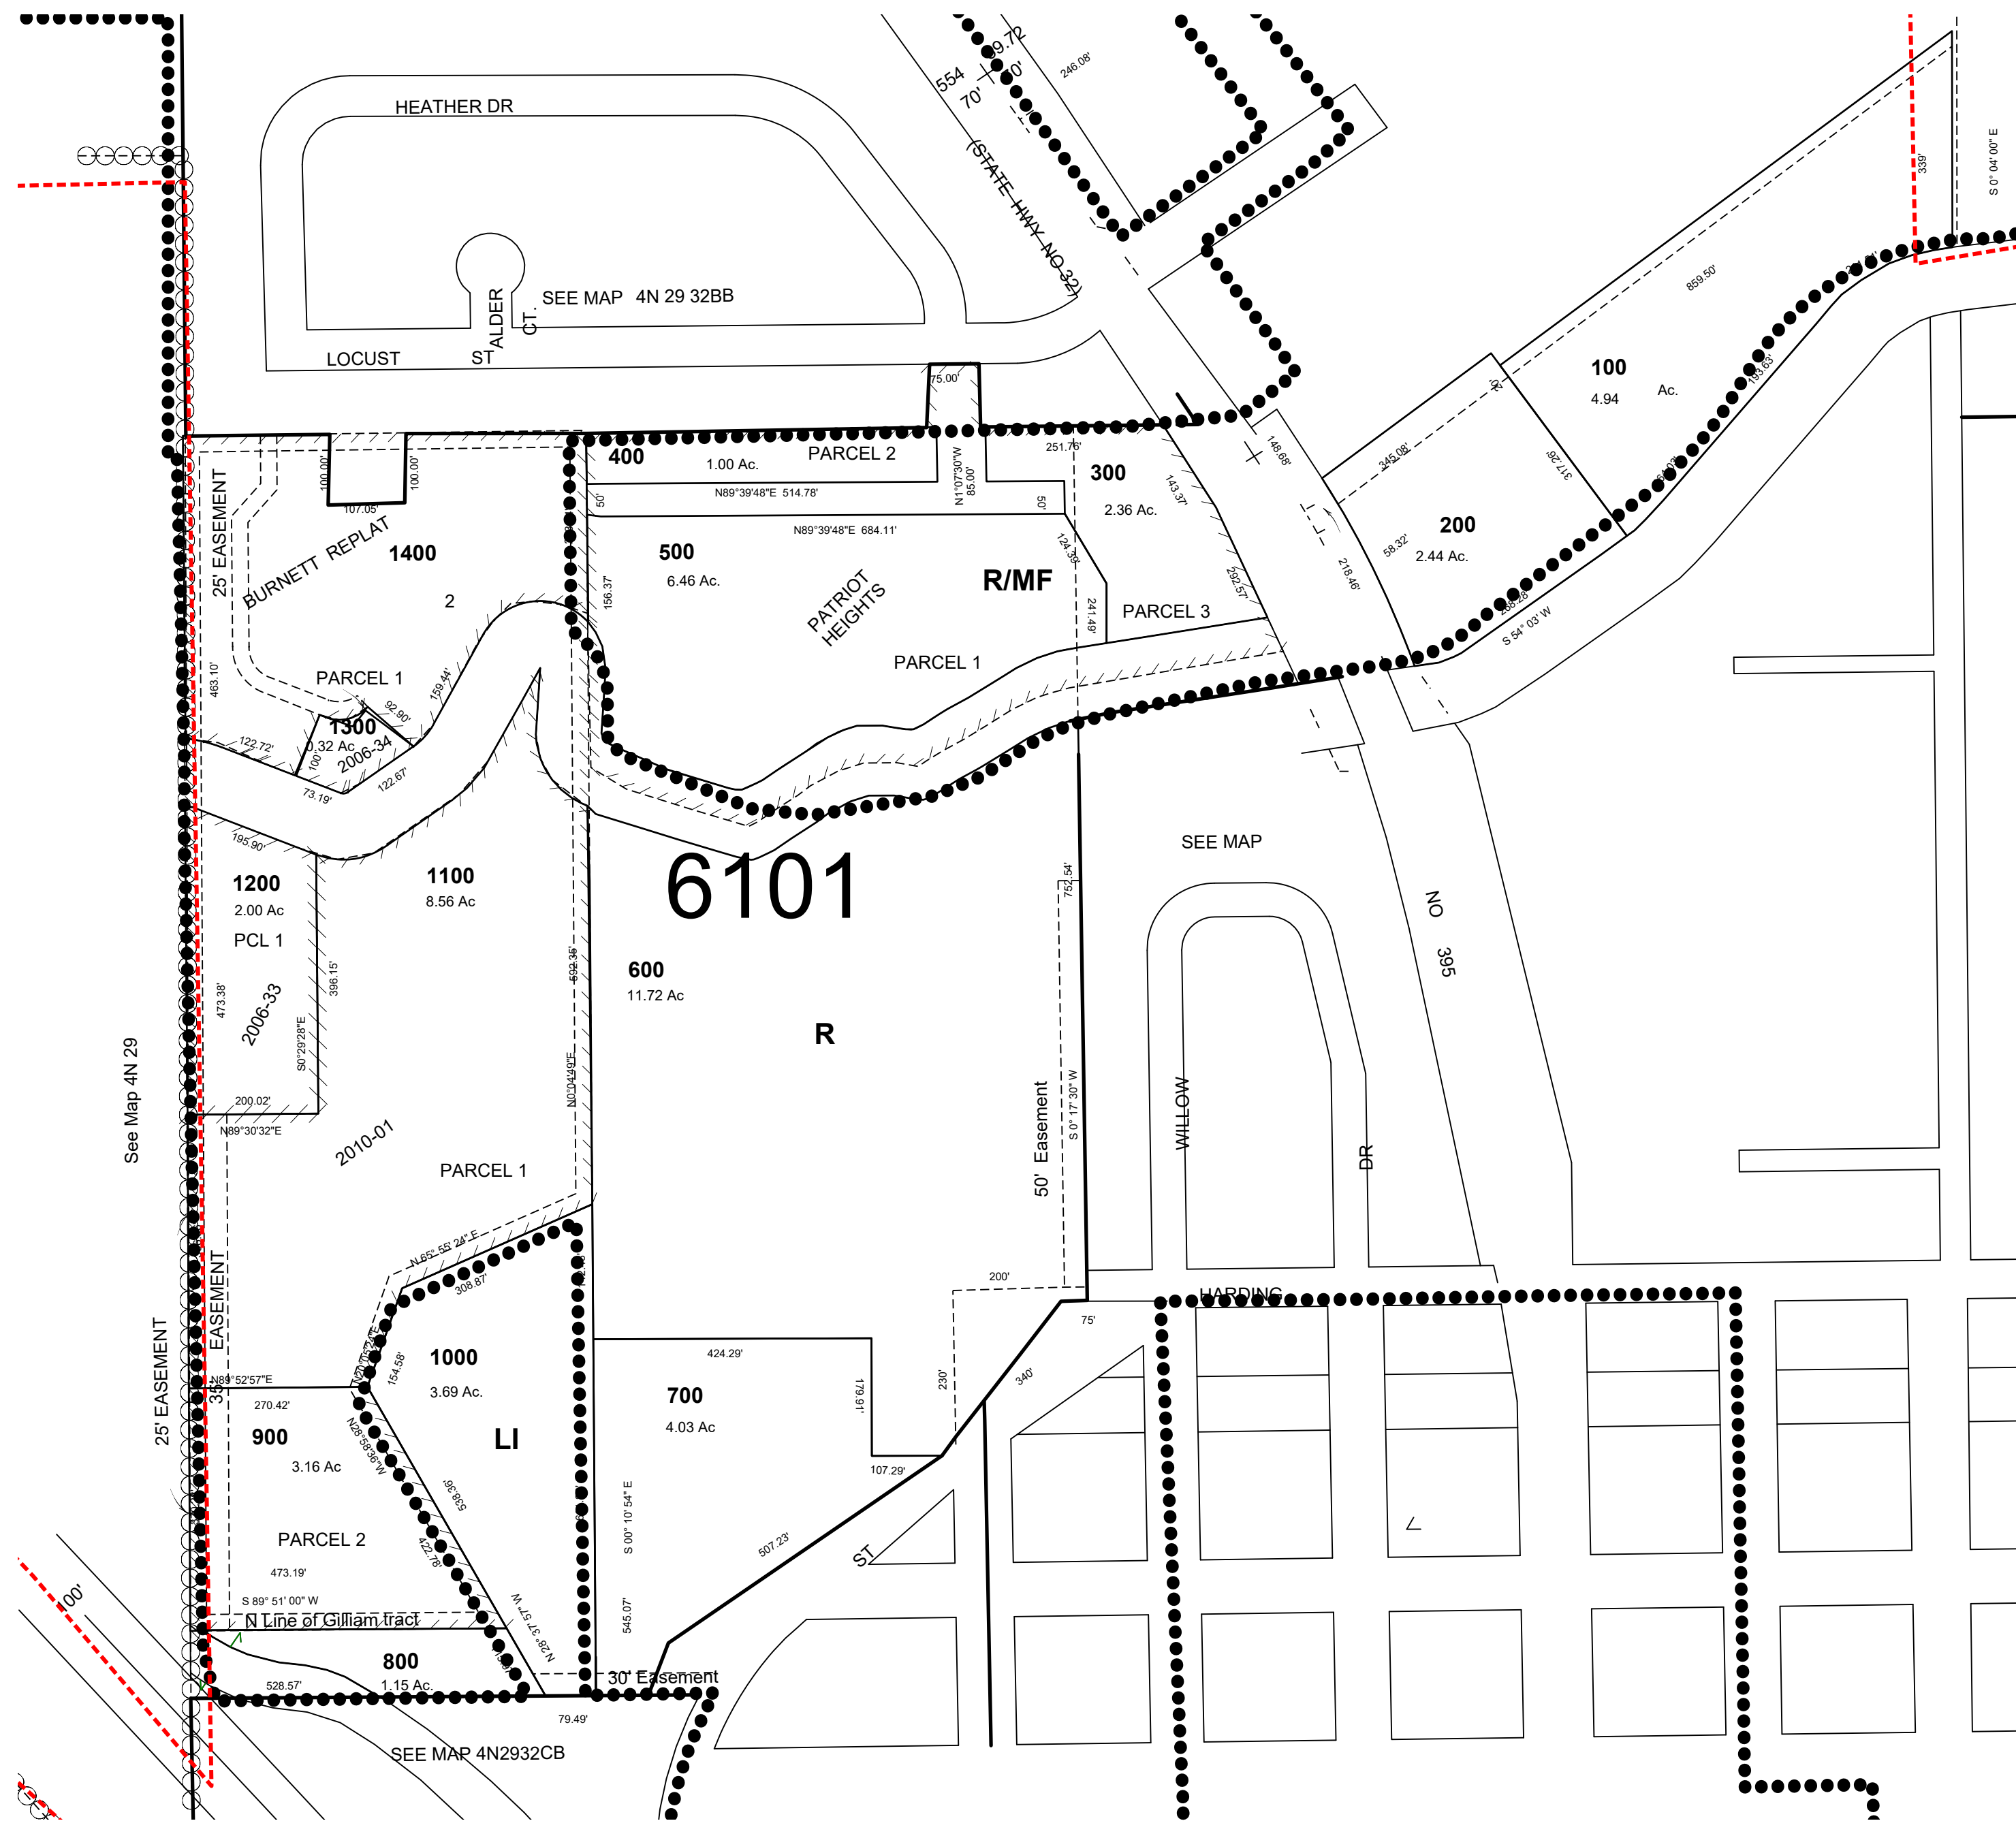 HEATHER DR
554
70'
246.08'
(STATE HWY NO 32)
339'
S 0° 04' 00" E
859.50'
ALDER
CT.
SEE MAP 4N 29 32BB
LOCUST ST
75.00'
100
4.94 Ac.
193.63'
20'
317.26'
345.08'
148.68'
25' EASEMENT
100.00'
100.00'
107.05'
BURNETT REPLAT
1400
2
400
1.00 Ac.
PARCEL 2
50'
N89°39'48"E 514.78'
N1°07'30"W
85.00'
251.76'
50'
300
2.36 Ac.
143.37'
N89°39'48"E 684.11'
500
6.46 Ac.
156.37'
PATRIOT
HEIGHTS
R/MF
124.39'
241.49'
292.57'
PARCEL 3
218.46'
58.32'
200
2.44 Ac.
268.28'
S 54° 03' W
PARCEL 1
463.10'
PARCEL 1
159.44'
92.90'
1300
0.32 Ac
2006-34
100'
122.72'
73.19'
122.67'
195.90'
1200
2.00 Ac
PCL 1
2006-33
473.38'
396.15'
S0°29'28"E
200.02'
N89°30'32"E
1100
8.56 Ac
6101
600
11.72 Ac
R
592.35'
N0°04'49"E
752.54'
SEE MAP
NO 395
50' Easement
S 0° 17' 30" W
WILLOW
DR
See Map 4N 29
2010-01
PARCEL 1
N 65° 55' 24" E
308.87'
200'
HARDING
75'
340'
230'
25' EASEMENT
35' EASEMENT
N89°52'57"E
270.42'
N20°05'24"E
154.58'
1000
3.69 Ac.
LI
424.29'
700
4.03 Ac
179.91'
107.29'
900
3.16 Ac
N28°58'36"W
538.36'
422.78'
PARCEL 2
473.19'
S 89° 51' 00" W
N Line of Gilliam tract
S 00° 10' 54" E
545.07'
507.23'
ST
N 28° 37' 57" W
100'
800
1.15 Ac.
528.57'
30' Easement
79.49'
SEE MAP 4N2932CB